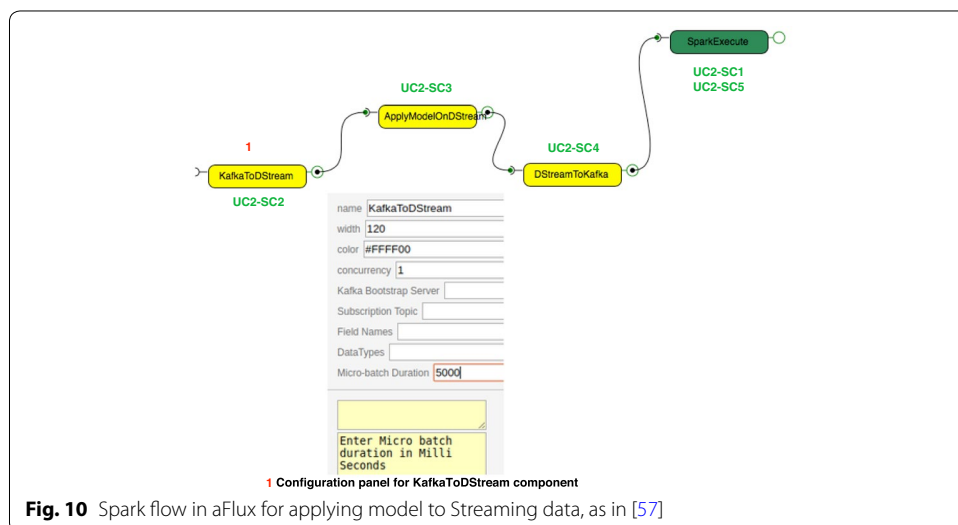 SparkExecute
UC2-SC1
UC2-SC5
UC2-SC3
ApplyModelOnDStream
1
UC2-SC4
KafkaToDStream
DStreamToKafka
UC2-SC2
name KafkaToDStream
width 120
color #FFFF00
concurrency 1
Kafka Bootstrap Server
Subscription Topic
Field Names
DataTypes
Micro-batch Duration 5000
Enter Micro batch
duration in Milli
Seconds
1 Configuration panel for KafkaToDStream component
Fig. 10 Spark flow in aFlux for applying model to Streaming data, as in [57]